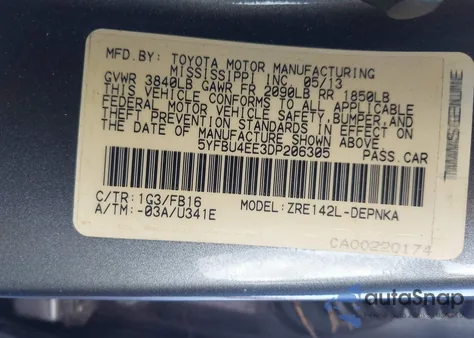 MFD.BY: TOYOTA MOTOR MANUFACTURING
MISSISSIPPI INC. 05/13
GVWR 3840LB GAWR FR 2090LB RR 1850LB
THIS VEHICLE CONFORMS TO ALL APPLICABLE
FEDERAL MOTOR VEHICLE SAFETY,BUMPER,AND
THEFT PREVENTION STANDARDS IN EFFECT ON
THE DATE OF MANUFACTURE SHOWN ABOVE.
5YFBU4EE3DP206305 PASS.CAR
C/TR: 1G3/FB16
A/TM: -03A/U341E
MODEL: ZRE142L-DEPNKA
CA00220174
autoSnap